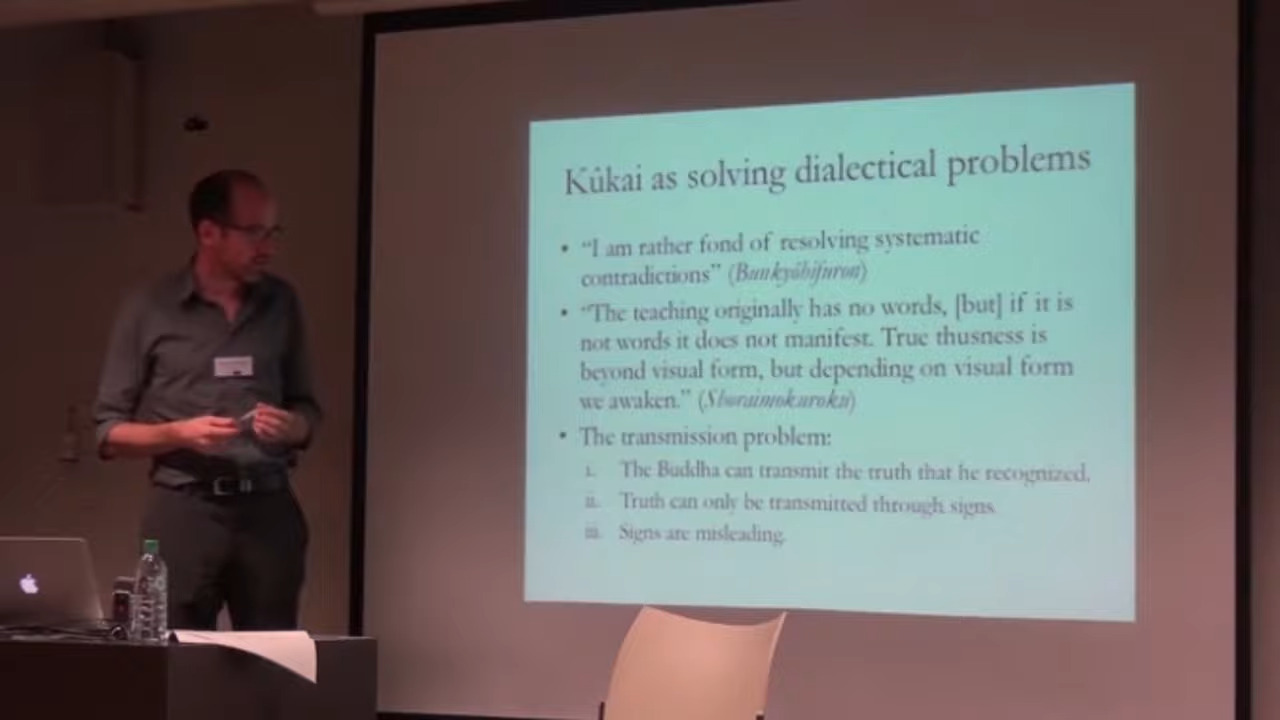 Kûkai as solving dialectical problems
• “I am rather fond of resolving systematic
contradictions” (Bunkyôhifuron)
• “The teaching originally has no words, [but] if it is
not words it does not manifest. True thusness is
beyond visual form, but depending on visual form
we awaken.” (Shôraimokuroku)
• The transmission problem:
i. The Buddha can transmit the truth that he recognized.
ii. Truth can only be transmitted through signs.
iii. Signs are misleading.